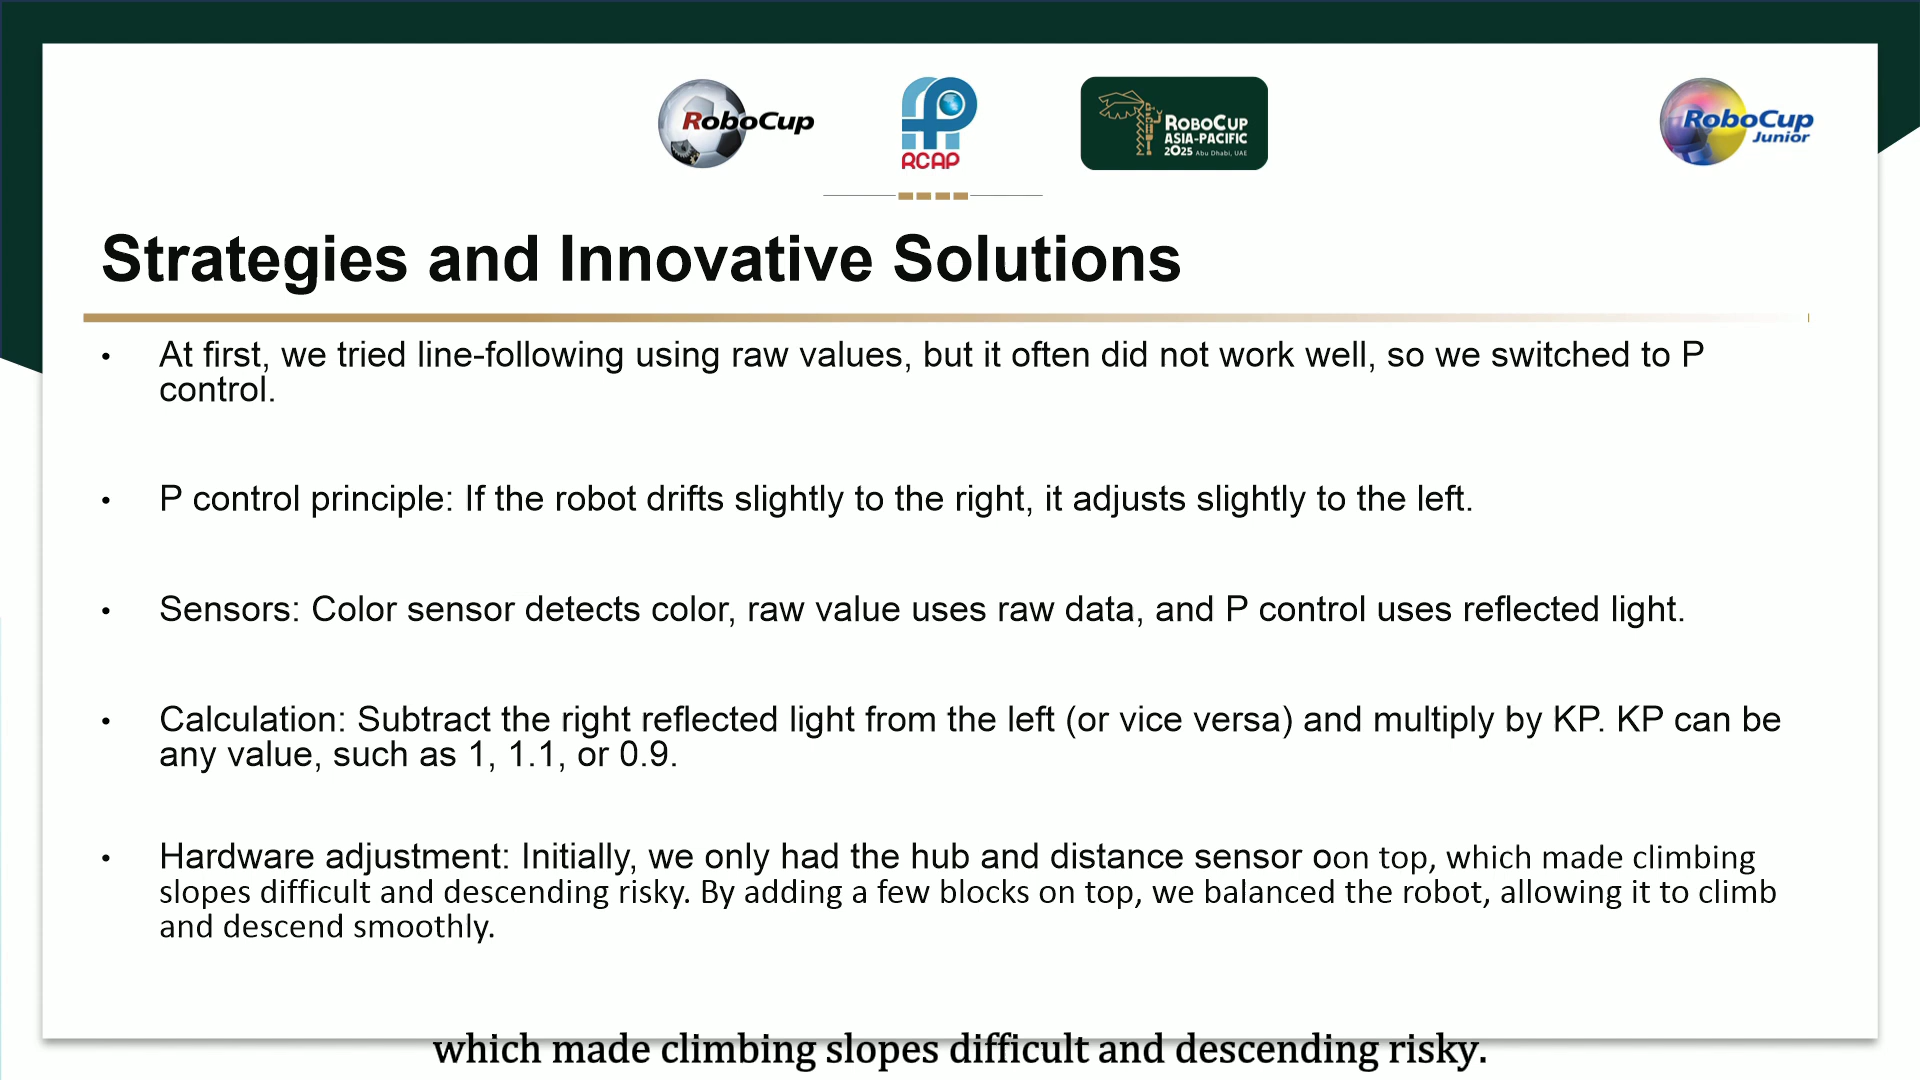 RoboCup
RCAP
RoboCup
ASIA-PACIFIC
2025 Abu Dhabi, UAE
RoboCup
Junior
Strategies and Innovative Solutions
• At first, we tried line-following using raw values, but it often did not work well, so we switched to P
control.
• P control principle: If the robot drifts slightly to the right, it adjusts slightly to the left.
• Sensors: Color sensor detects color, raw value uses raw data, and P control uses reflected light.
• Calculation: Subtract the right reflected light from the left (or vice versa) and multiply by KP. KP can be
any value, such as 1, 1.1, or 0.9.
• Hardware adjustment: Initially, we only had the hub and distance sensor oon top, which made climbing
slopes difficult and descending risky. By adding a few blocks on top, we balanced the robot, allowing it to climb
and descend smoothly.
which made climbing slopes difficult and descending risky.